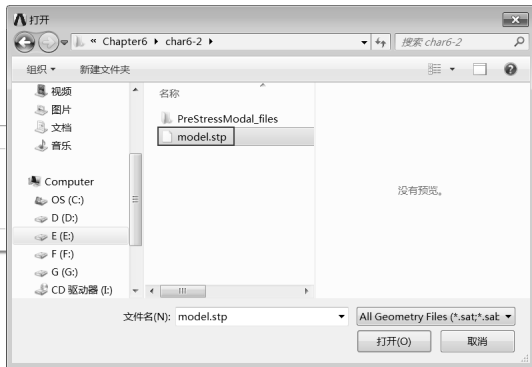 打开
« Chapter6 ▸ char6-2 ▸
搜索 char6-2
组织 新建文件夹
视频
图片
文档
音乐
Computer
OS (C:)
D (D:)
E (E:)
F (F:)
G (G:)
CD 驱动器 (I:)
名称
PreStressModal_files
model.stp
没有预览。
文件名(N): model.stp
All Geometry Files (*.sat;*.sat
打开(O) 取消